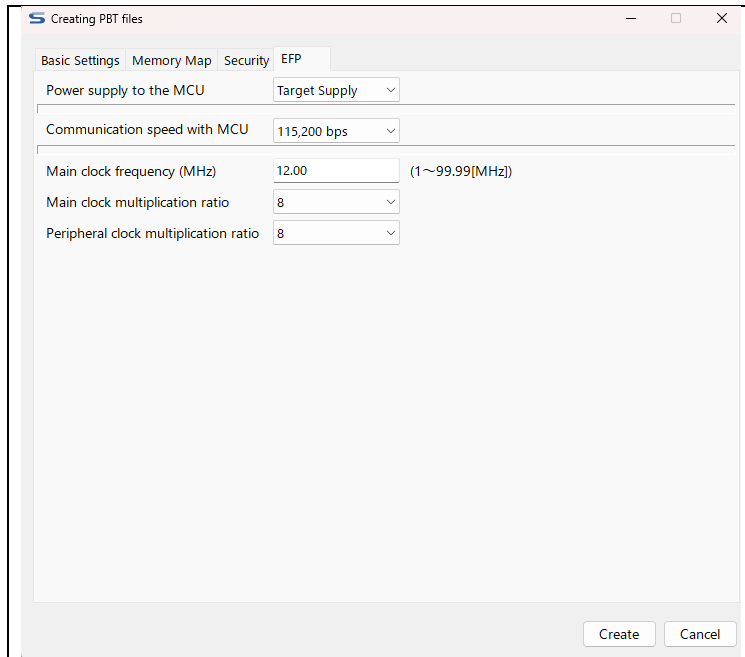 Creating PBT files
Basic Settings Memory Map Security EFP
Power supply to the MCU Target Supply
Communication speed with MCU 115,200 bps
Main clock frequency (MHz) 12.00 (1～99.99[MHz])
Main clock multiplication ratio 8
Peripheral clock multiplication ratio 8
Create Cancel